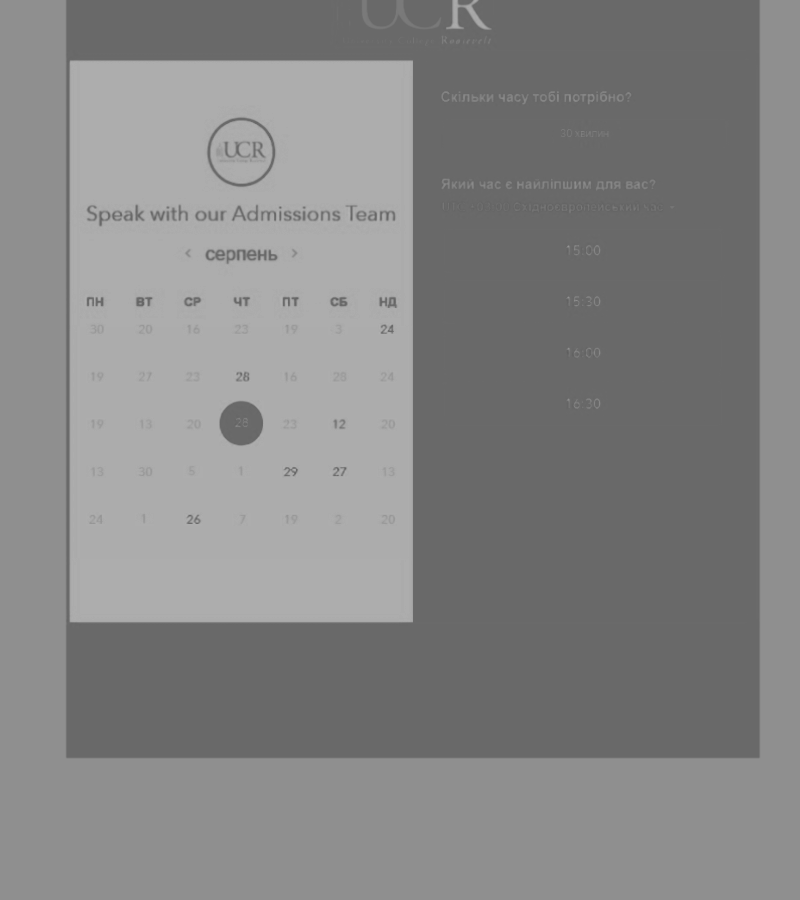 UCR
UCR
Speak with our Admissions Team
< серпень >
ПН ВТ СР ЧТ ПТ СБ НД
30 20 16 23 19 3 24
19 27 23 28 16 28 24
19 13 20 28 23 12 20
13 30 5 1 29 27 13
24 1 26 7 19 2 20
Скільки часу тобі потрібно?
30 хвилин
Який час є найліпшим для вас?
Східноєвропейський час
15:00
15:30
16:00
16:30